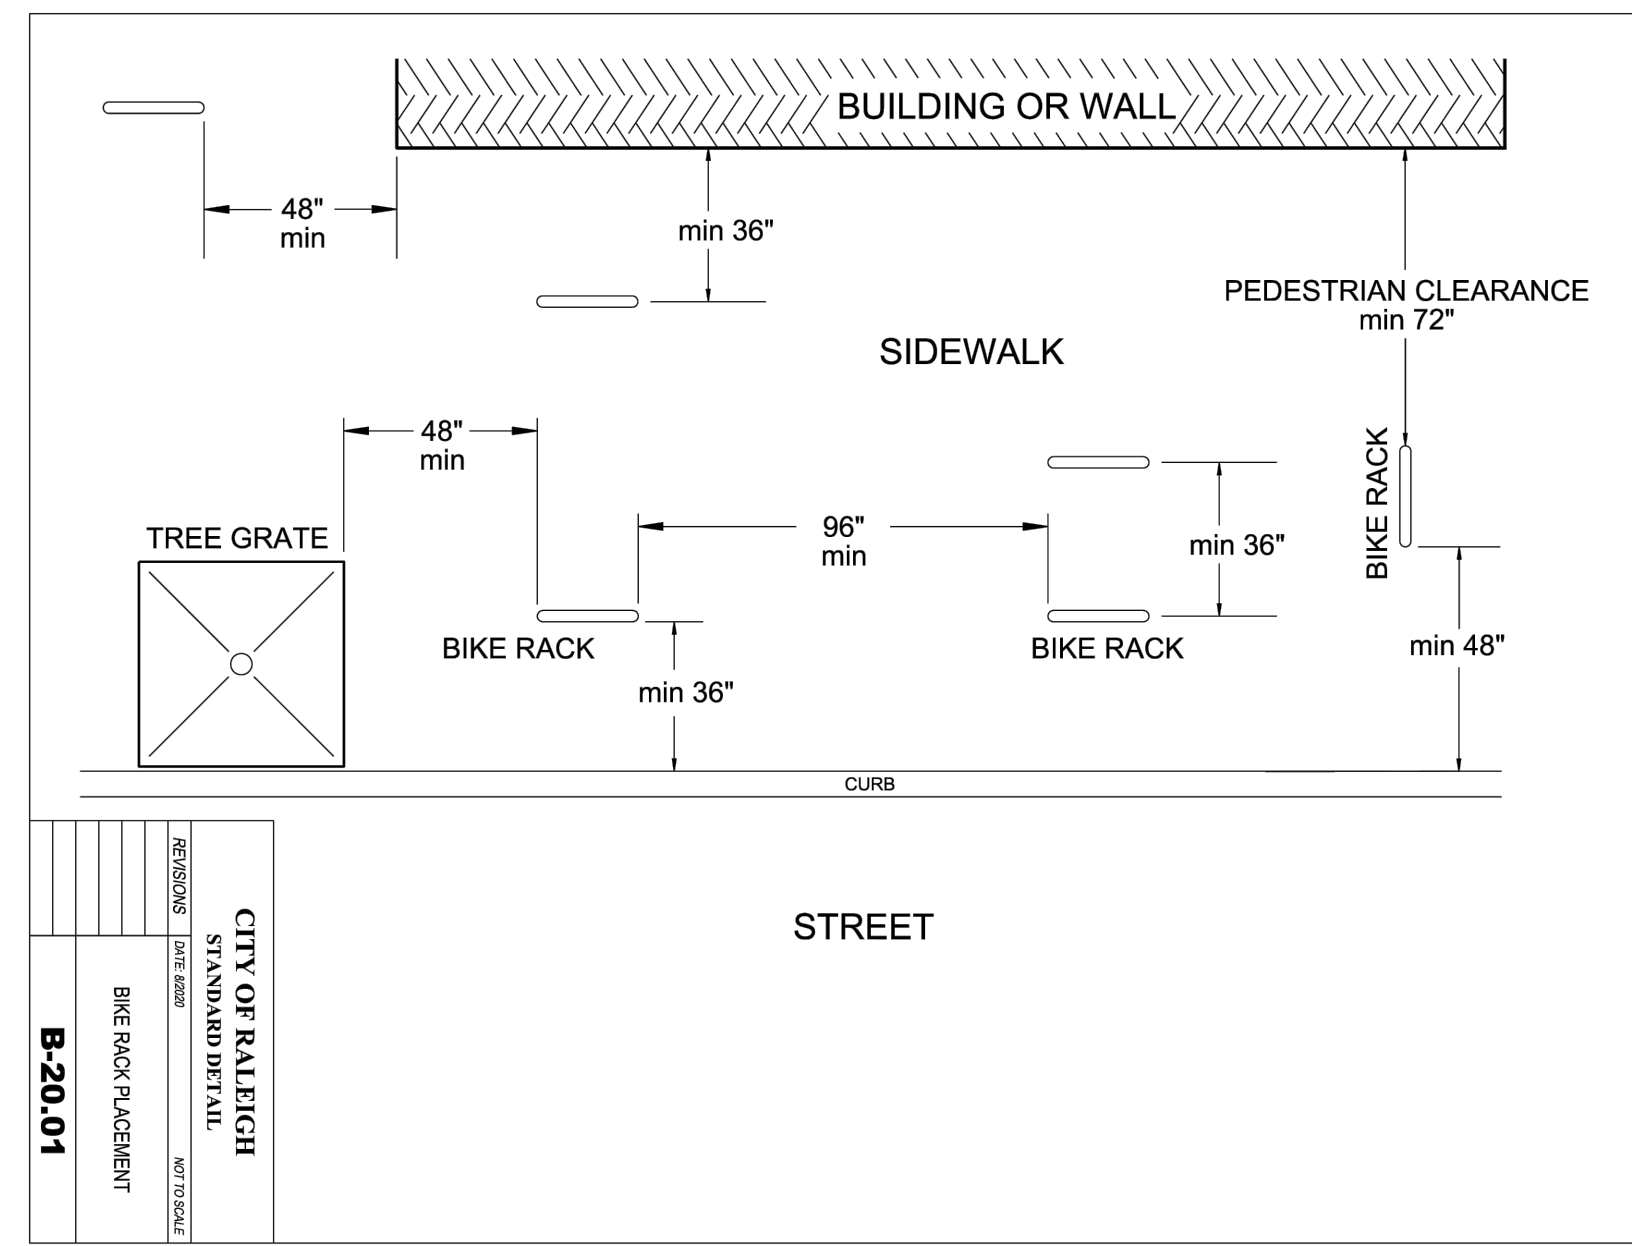 BUILDING OR WALL
48"
min
min 36"
PEDESTRIAN CLEARANCE
min 72"
SIDEWALK
48"
min
BIKE RACK
TREE GRATE
96"
min
min 36"
BIKE RACK
BIKE RACK
min 48"
min 36"
CURB
STREET
CITY OF RALEIGH
STANDARD DETAIL
REVISIONS
DATE: 8/2020
NOT TO SCALE
BIKE RACK PLACEMENT
B-20.01